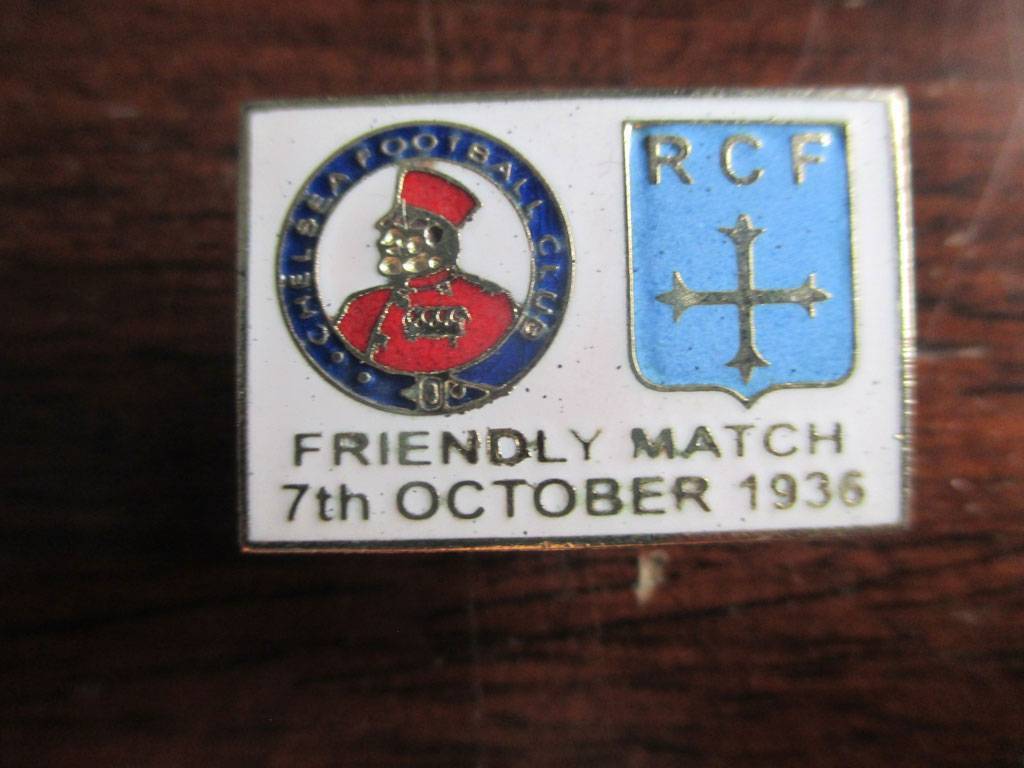 CHELSEA FOOTBALL CLUB
RCF
FRIENDLY MATCH
7th OCTOBER 1936